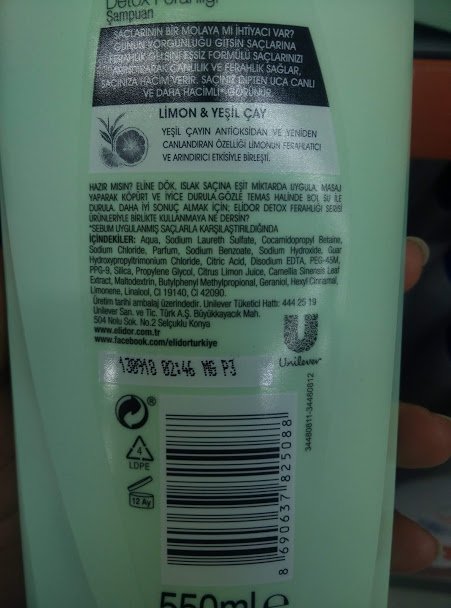 Detox Ferahlığı
Şampuan
SAÇLARININ BİR MOLAYA MI İHTİYACI VAR?
GÜNÜN YORGUNLUĞU GİTSİN SAÇLARINA
FERAHLIK GELSİN! EŞSİZ FORMÜLÜ SAÇLARINIZI
ARINDIRARAK CANLILIK VE FERAHLIK SAĞLAR,
SAÇINIZA HACİM VERİR. SAÇINIZ DİPTEN UCA CANLI
VE DAHA HACİMLİ* GÖRÜNÜR.
LİMON & YEŞİL ÇAY
YEŞİL ÇAYIN ANTİOKSİDAN VE YENİDEN
CANLANDIRAN ÖZELLİĞİ LİMONUN FERAHLATICI
VE ARINDIRICI ETKİSİYLE BİRLEŞTİ.
HAZIR MISIN? ELİNE DÖK, ISLAK SAÇINA EŞİT MİKTARDA UYGULA, MASAJ
YAPARAK KÖPÜRT VE İYİCE DURULA.GÖZLE TEMAS HALİNDE BOL SU İLE
DURULA. DAHA İYİ SONUÇ ALMAK İÇİN; ELİDOR DETOX FERAHLIĞI SERİSİ
ÜRÜNLERİYLE BİRLİKTE KULLANMAYA NE DERSİN?
*SEBUM UYGULANMIŞ SAÇLARLA KARŞILAŞTIRILDIĞINDA
İÇİNDEKİLER: Aqua, Sodium Laureth Sulfate, Cocamidopropyl Betaine,
Sodium Chloride, Parfum, Sodium Benzoate, Sodium Hydroxide, Guar
Hydroxypropyltrimonium Chloride, Citric Acid, Disodium EDTA, PEG-45M,
PPG-9, Silica, Propylene Glycol, Citrus Limon Juice, Camellia Sinensis Leaf
Extract, Maltodextrin, Butylphenyl Methylpropional, Geraniol, Hexyl Cinnamal,
Limonene, Linalool, CI 19140, CI 42090.
Üretim tarihi ambalaj üzerindedir. Unilever Tüketici Hattı: 444 25 19
Unilever San. ve Tic. Türk A.Ş. Büyükkayacık Mah.
504 Nolu Sok. No.2 Selçuklu Konya
www.elidor.com.tr
www.facebook.com/elidorturkiye
Unilever
130918 02:46 MG P3
34480811-34480812
4
LDPE
12 Ay
8 690637 825088
550ml e